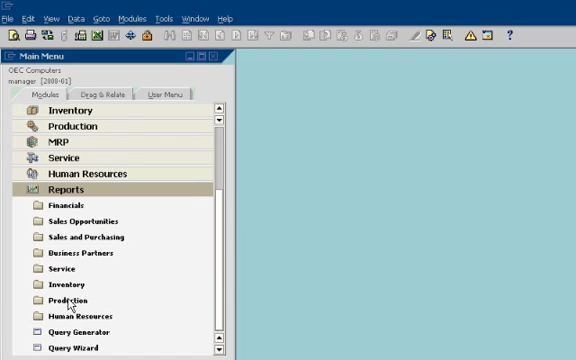 File Edit View Data Goto Modules Tools Window Help
Main Menu
OEC Computers
manager [2008-01]
Modules Drag & Relate User Menu
Inventory
Production
MRP
Service
Human Resources
Reports
Financials
Sales Opportunities
Sales and Purchasing
Business Partners
Service
Inventory
Production
Human Resources
Query Generator
Query Wizard